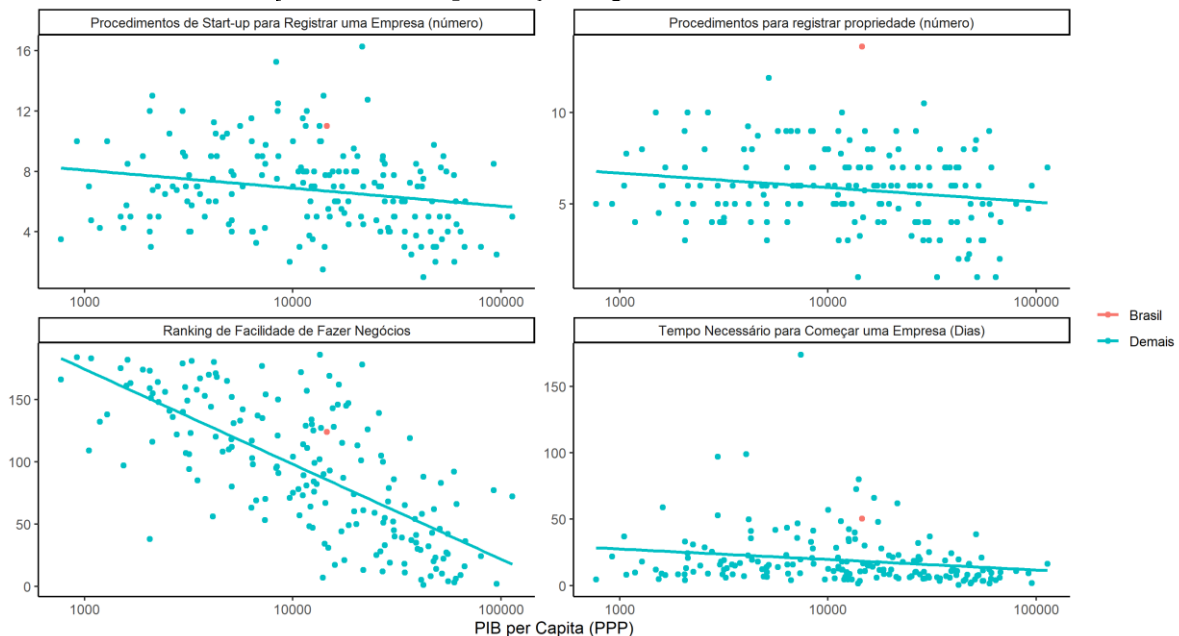 Procedimentos de Start-up para Registrar uma Empresa (número)
16
12
8
4
1000 10000 100000
Procedimentos para registrar propriedade (número)
10
5
1000 10000 100000
Ranking de Facilidade de Fazer Negócios
150
100
50
0
1000 10000 100000
Tempo Necessário para Começar uma Empresa (Dias)
150
100
50
0
1000 10000 100000
PIB per Capita (PPP)
Brasil
Demais